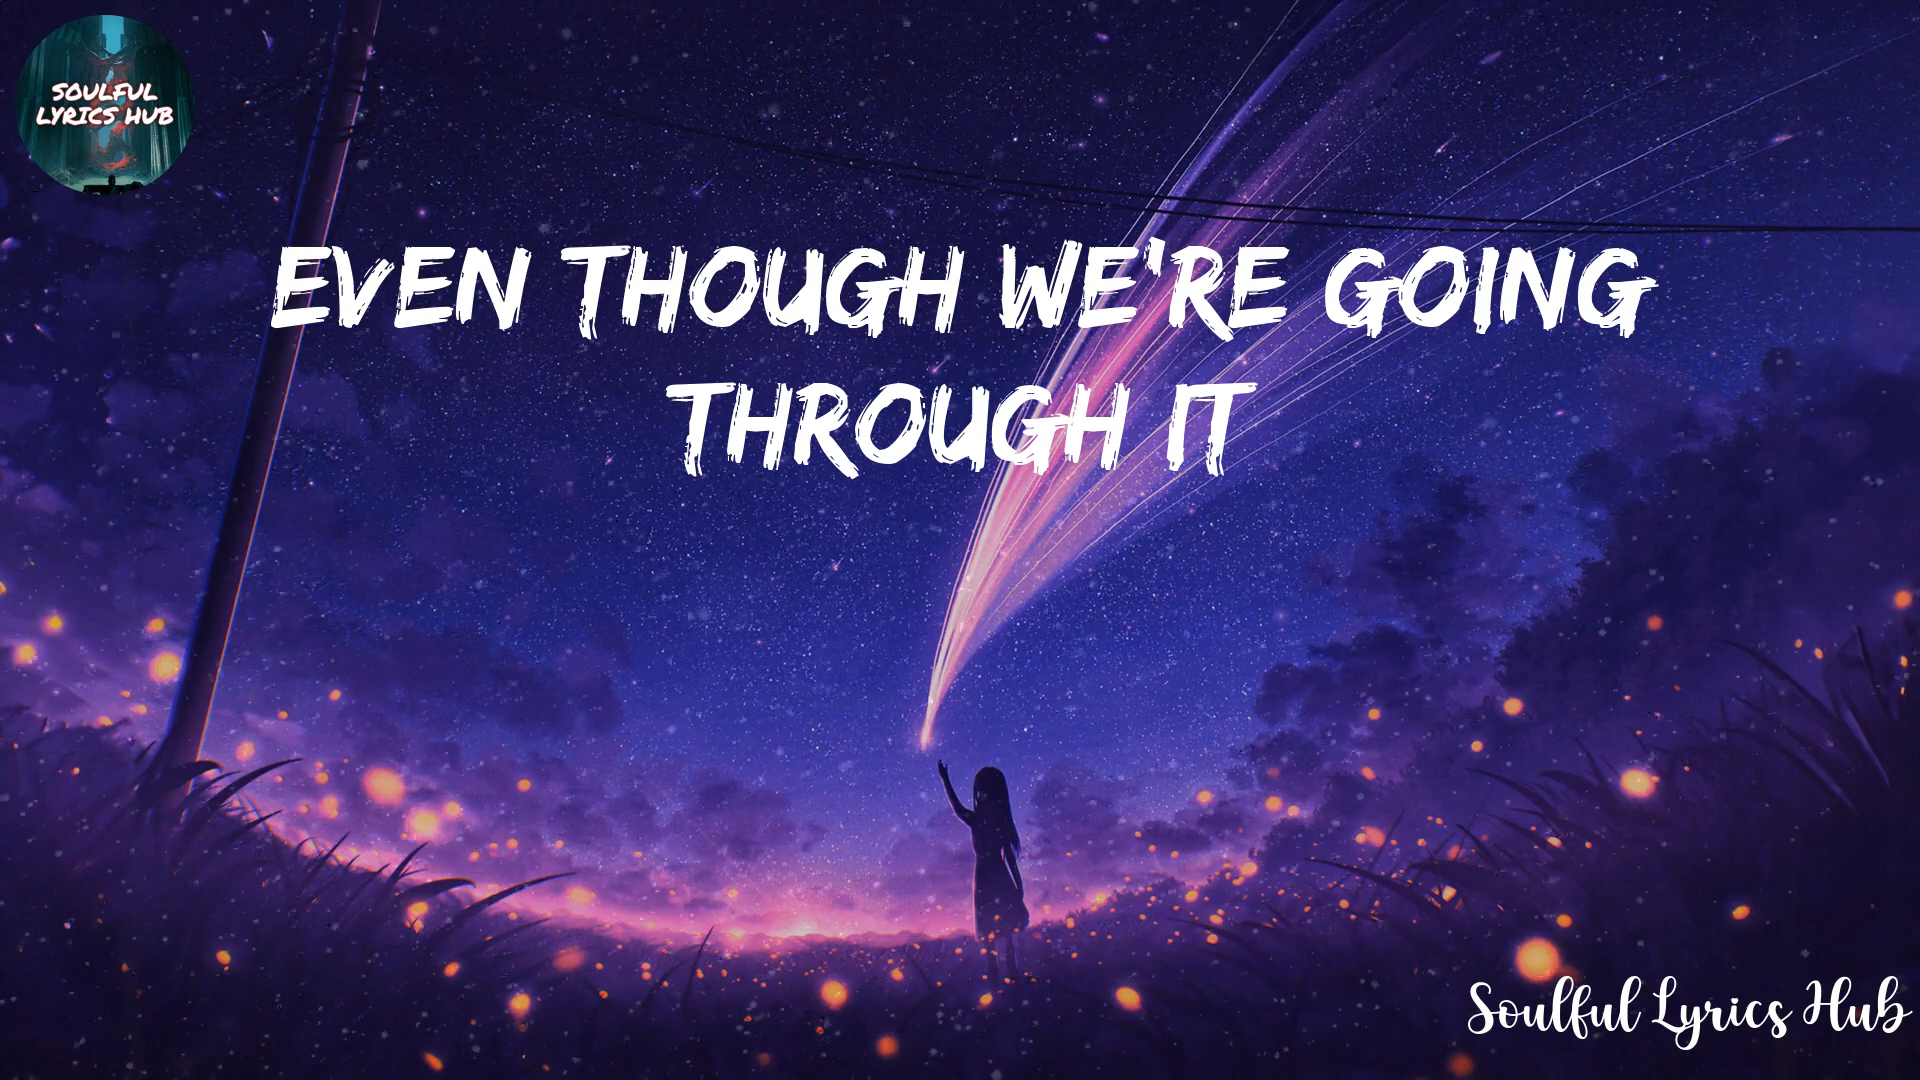 SOULFUL
LYRICS HUB
EVEN THOUGH WE'RE GOING
THROUGH IT
Soulful Lyrics Hub